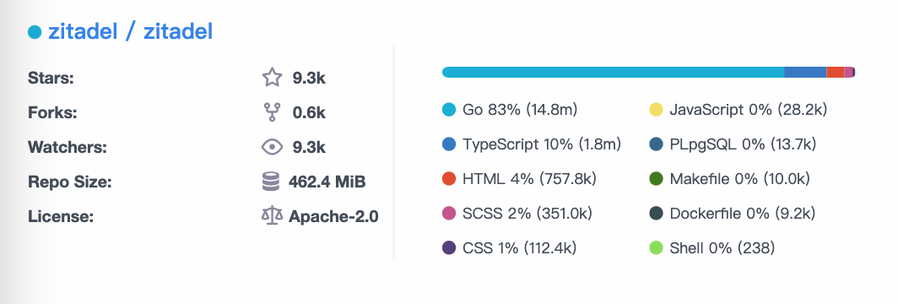 zitadel / zitadel
Stars: 9.3k
Forks: 0.6k
Watchers: 9.3k
Repo Size: 462.4 MiB
License: Apache-2.0
Go 83% (14.8m)
TypeScript 10% (1.8m)
HTML 4% (757.8k)
SCSS 2% (351.0k)
CSS 1% (112.4k)
JavaScript 0% (28.2k)
PLpgSQL 0% (13.7k)
Makefile 0% (10.0k)
Dockerfile 0% (9.2k)
Shell 0% (238)